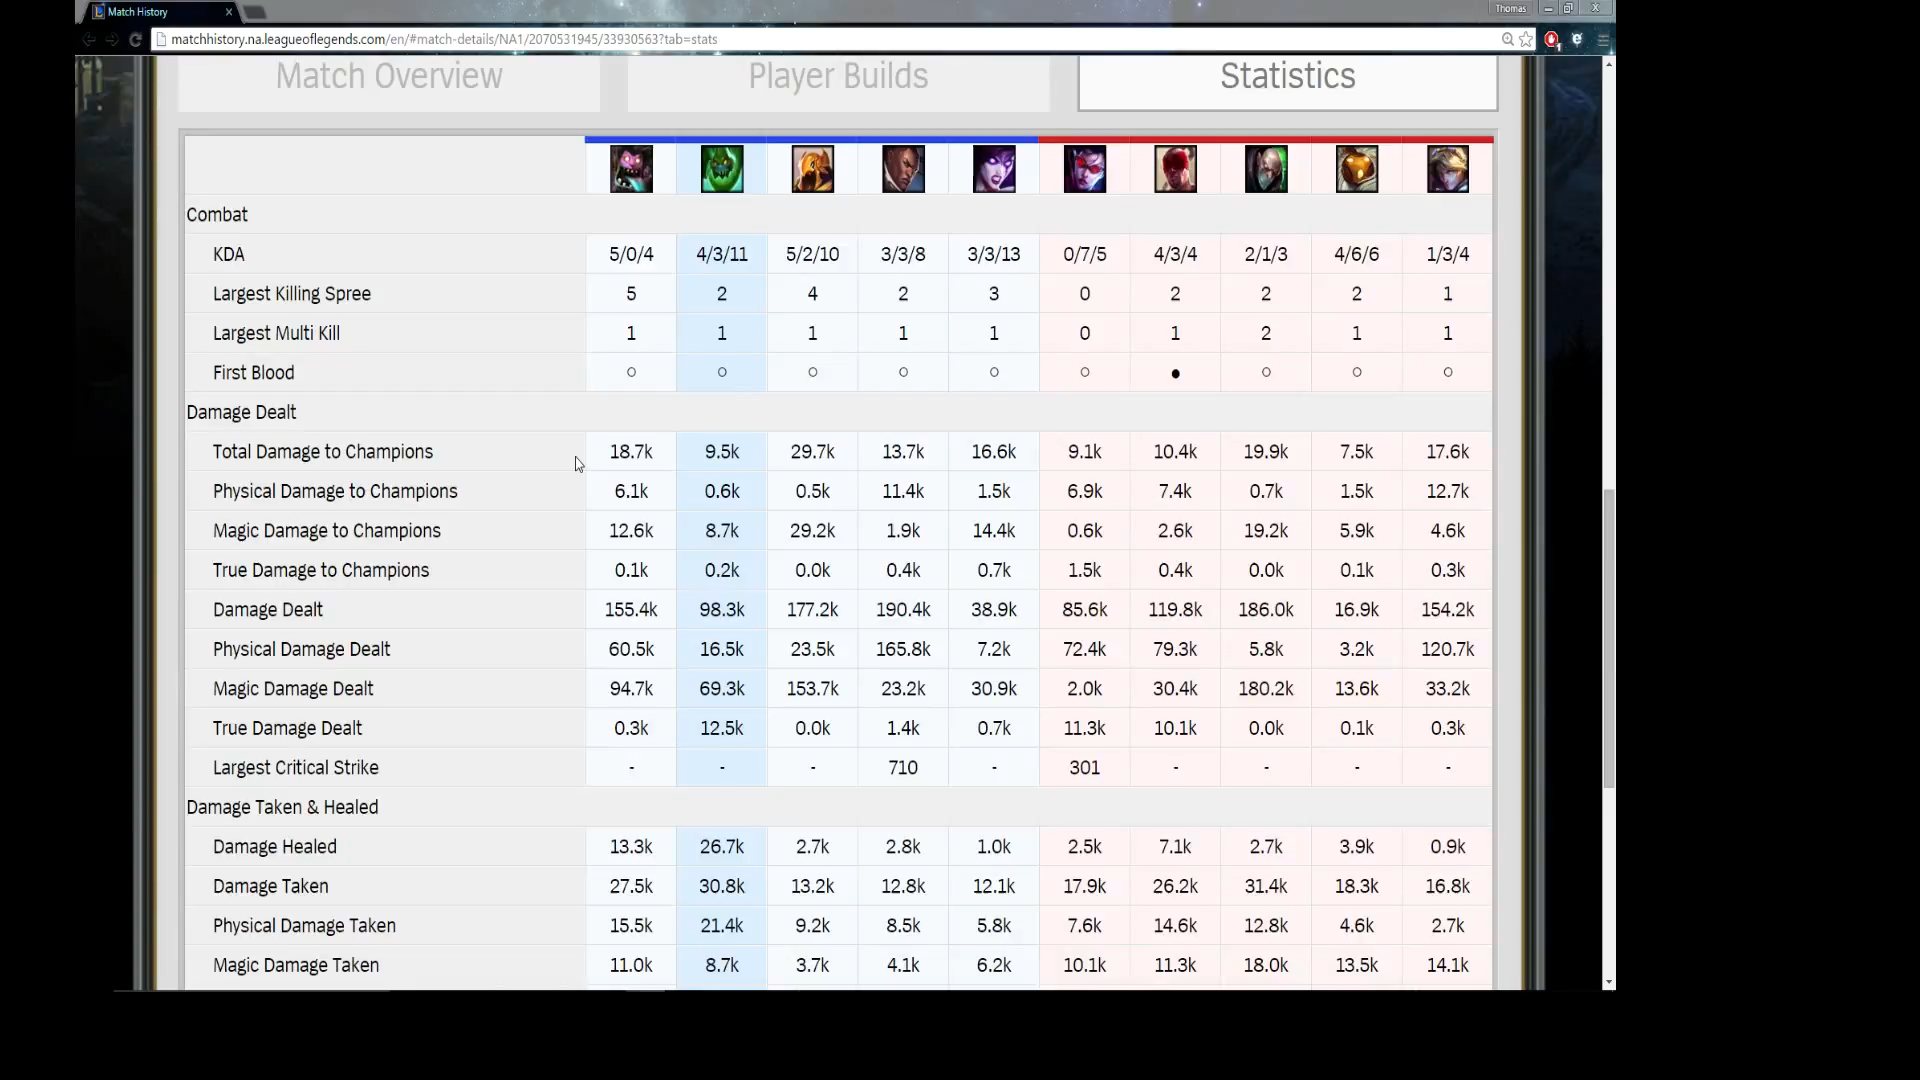 Match History
Thomas
matchhistory.na.leagueoflegends.com/en/#match-details/NA1/2070531945/33930563?tab=stats
Match Overview Player Builds Statistics
Combat
KDA 5/0/4 4/3/11 5/2/10 3/3/8 3/3/13 0/7/5 4/3/4 2/1/3 4/6/6 1/3/4
Largest Killing Spree 5 2 4 2 3 0 2 2 2 1
Largest Multi Kill 1 1 1 1 1 0 1 2 1 1
First Blood
Damage Dealt
Total Damage to Champions 18.7k 9.5k 29.7k 13.7k 16.6k 9.1k 10.4k 19.9k 7.5k 17.6k
Physical Damage to Champions 6.1k 0.6k 0.5k 11.4k 1.5k 6.9k 7.4k 0.7k 1.5k 12.7k
Magic Damage to Champions 12.6k 8.7k 29.2k 1.9k 14.4k 0.6k 2.6k 19.2k 5.9k 4.6k
True Damage to Champions 0.1k 0.2k 0.0k 0.4k 0.7k 1.5k 0.4k 0.0k 0.1k 0.3k
Damage Dealt 155.4k 98.3k 177.2k 190.4k 38.9k 85.6k 119.8k 186.0k 16.9k 154.2k
Physical Damage Dealt 60.5k 16.5k 23.5k 165.8k 7.2k 72.4k 79.3k 5.8k 3.2k 120.7k
Magic Damage Dealt 94.7k 69.3k 153.7k 23.2k 30.9k 2.0k 30.4k 180.2k 13.6k 33.2k
True Damage Dealt 0.3k 12.5k 0.0k 1.4k 0.7k 11.3k 10.1k 0.0k 0.1k 0.3k
Largest Critical Strike - - - 710 - 301 - - - -
Damage Taken & Healed
Damage Healed 13.3k 26.7k 2.7k 2.8k 1.0k 2.5k 7.1k 2.7k 3.9k 0.9k
Damage Taken 27.5k 30.8k 13.2k 12.8k 12.1k 17.9k 26.2k 31.4k 18.3k 16.8k
Physical Damage Taken 15.5k 21.4k 9.2k 8.5k 5.8k 7.6k 14.6k 12.8k 4.6k 2.7k
Magic Damage Taken 11.0k 8.7k 3.7k 4.1k 6.2k 10.1k 11.3k 18.0k 13.5k 14.1k